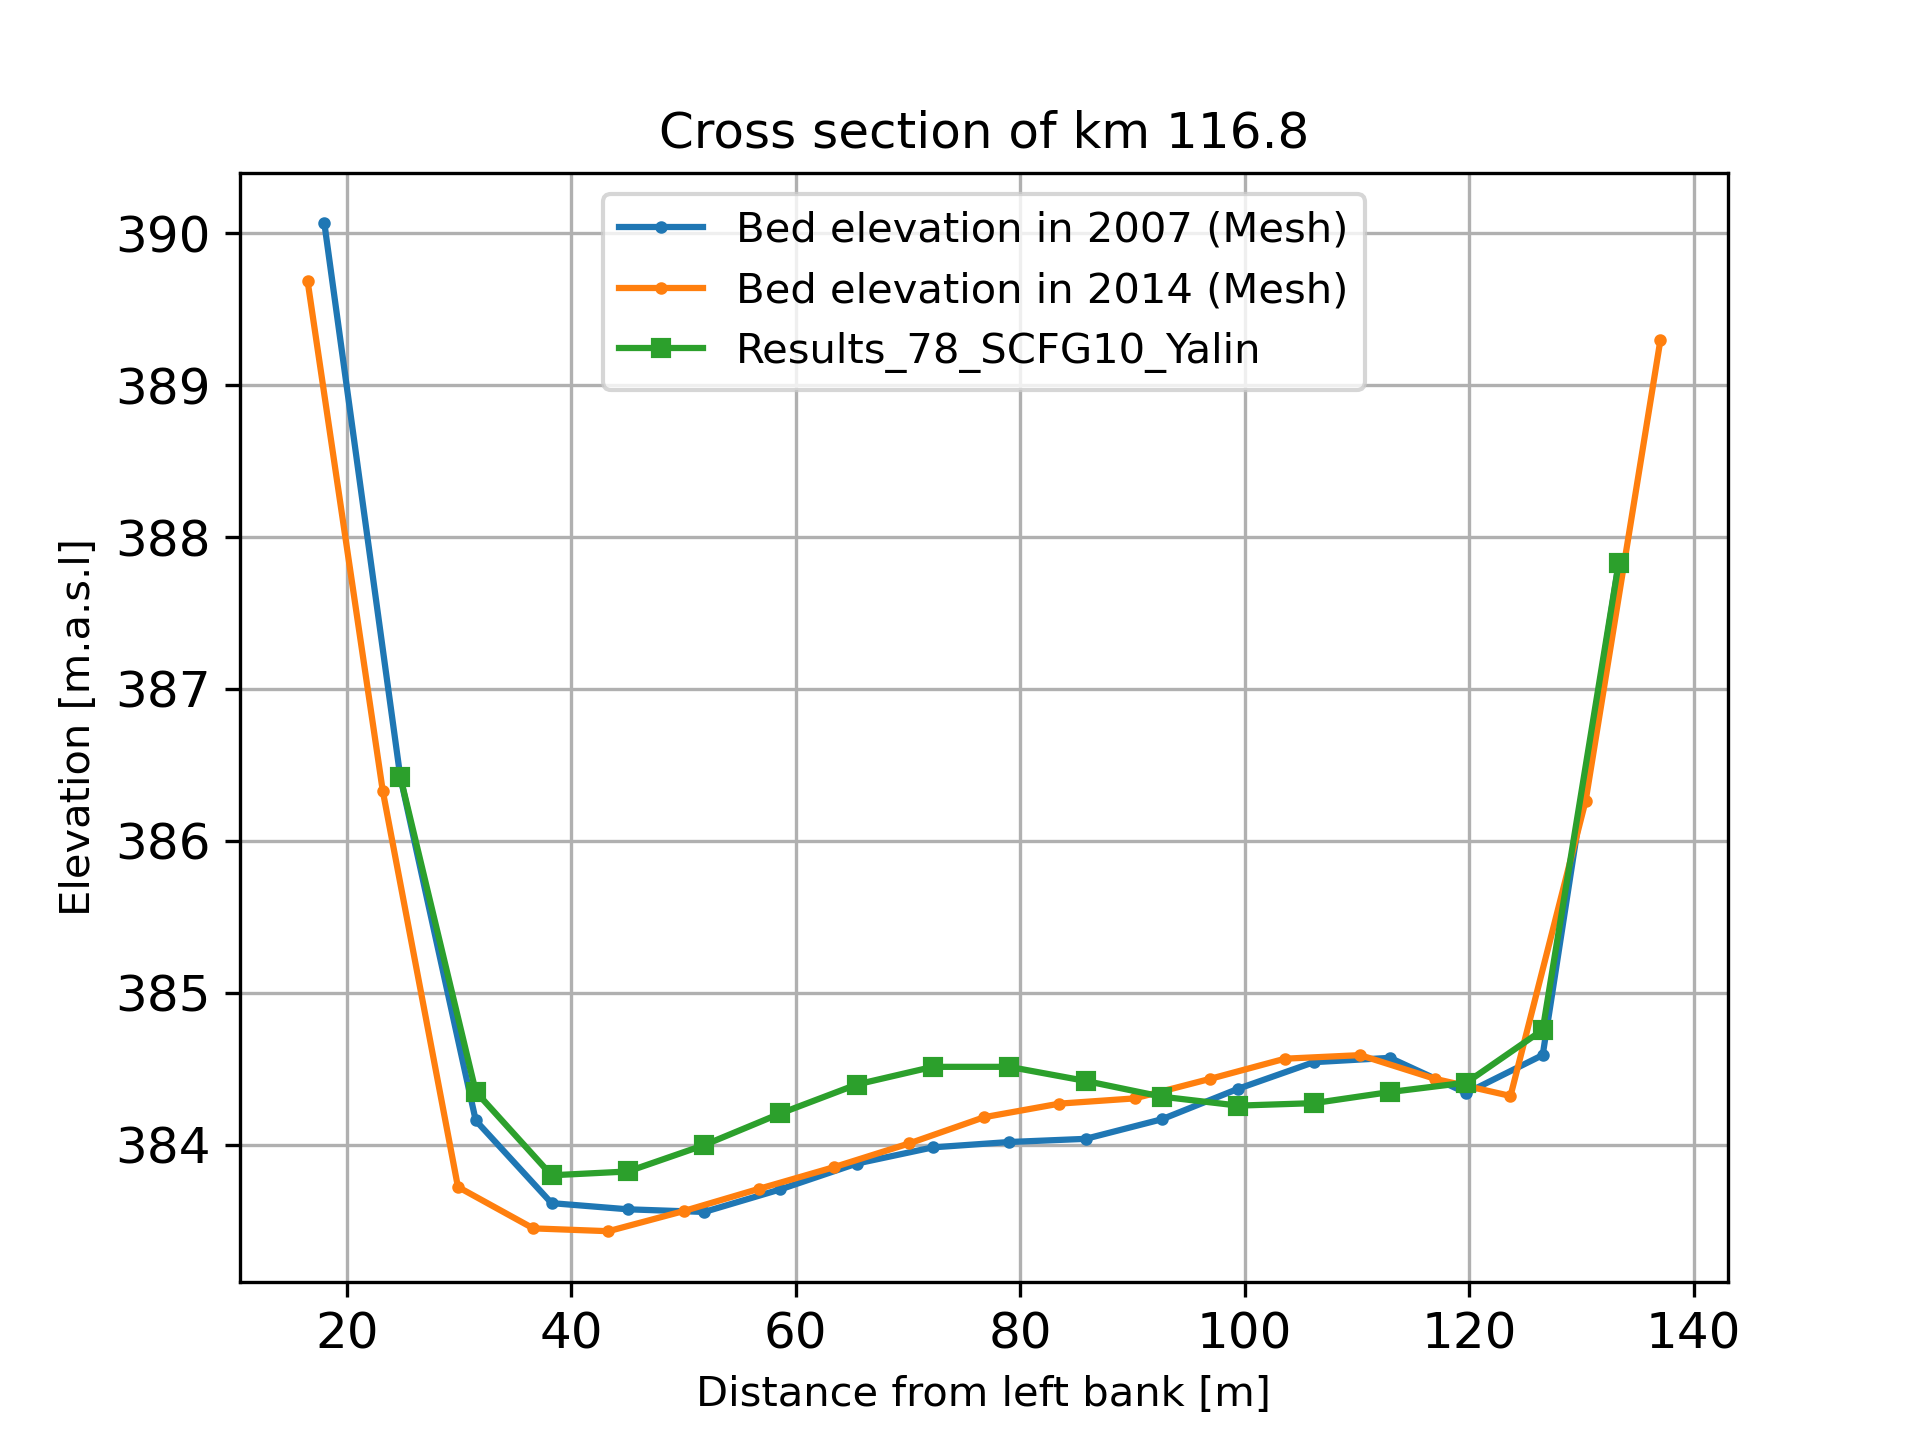 Cross section of km 116.8
Bed elevation in 2007 (Mesh)
Bed elevation in 2014 (Mesh)
Results_78_SCFG10_Yalin
Elevation [m.a.s.l]
390
389
388
387
386
385
384
20 40 60 80 100 120 140
Distance from left bank [m]